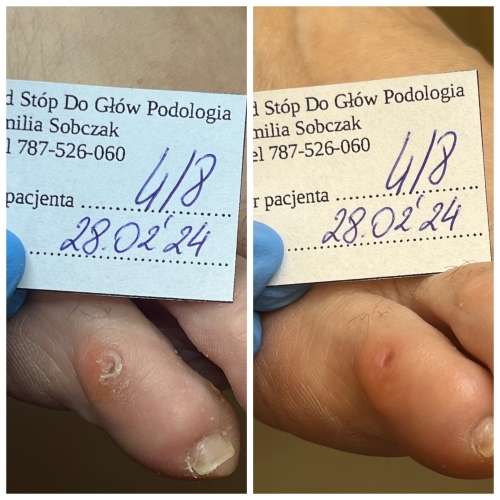 d Stóp Do Głów Podologia
milia Sobczak
el 787-526-060
pacjenta ........ 4/8
28.02'24
d Stóp Do Głów Podologia
milia Sobczak
el 787-526-060
r pacjenta ........ 4/8
28.02'24